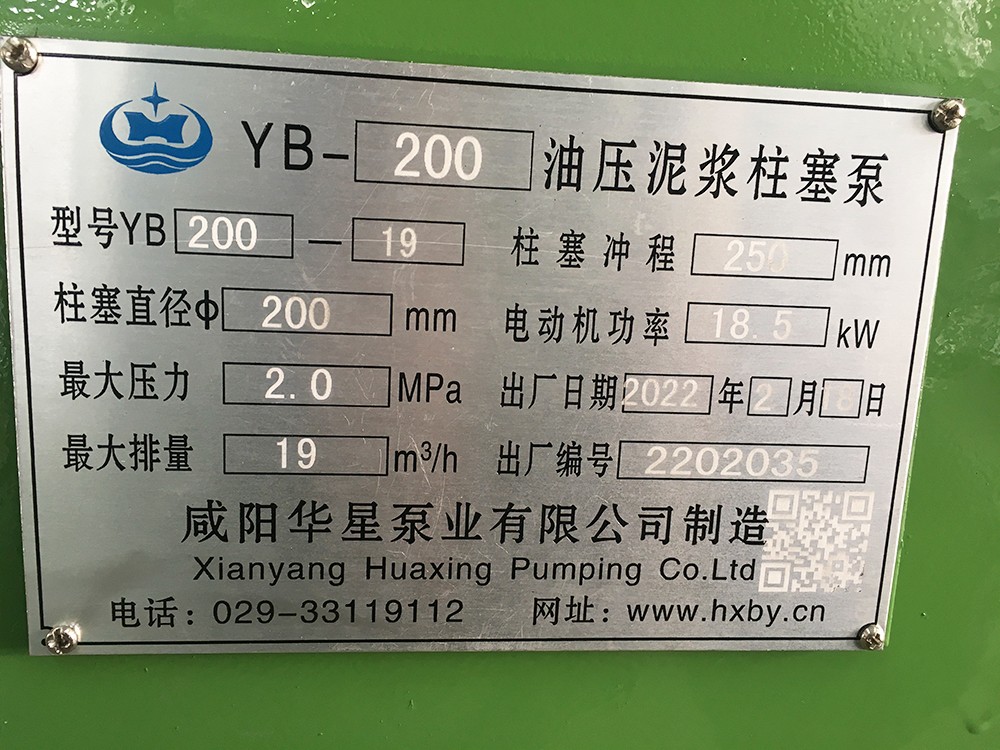 YB-200 油压泥浆柱塞泵
型号YB 200 — 19 柱塞冲程 250 mm
柱塞直径ф 200 mm 电动机功率 18.5 kW
最大压力 2.0 MPa 出厂日期 2022 年 2 月 18 日
最大排量 19 m³/h 出厂编号 2202035
咸阳华星泵业有限公司制造
Xianyang Huaxing Pumping Co.Ltd
电话：029-33119112 网址：www.hxby.cn